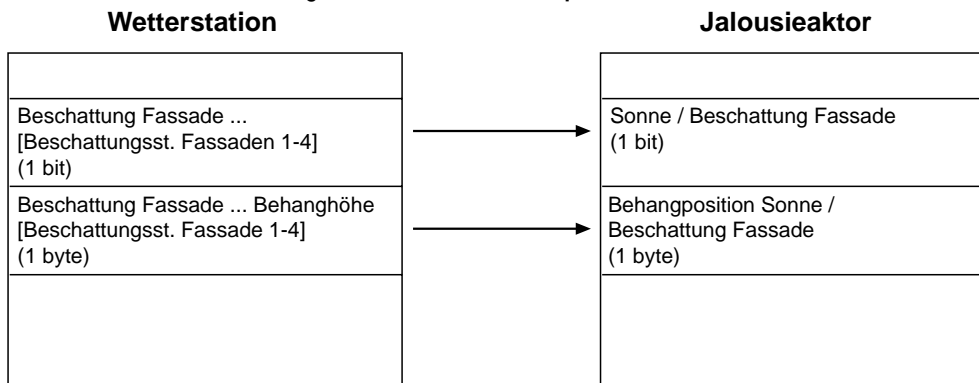 Wetterstation
Jalousieaktor
Beschattung Fassade ...
[Beschattungsst. Fassaden 1-4]
(1 bit)
Sonne / Beschattung Fassade
(1 bit)
Beschattung Fassade ... Behanghöhe
[Beschattungsst. Fassade 1-4]
(1 byte)
Behangposition Sonne /
Beschattung Fassade
(1 byte)